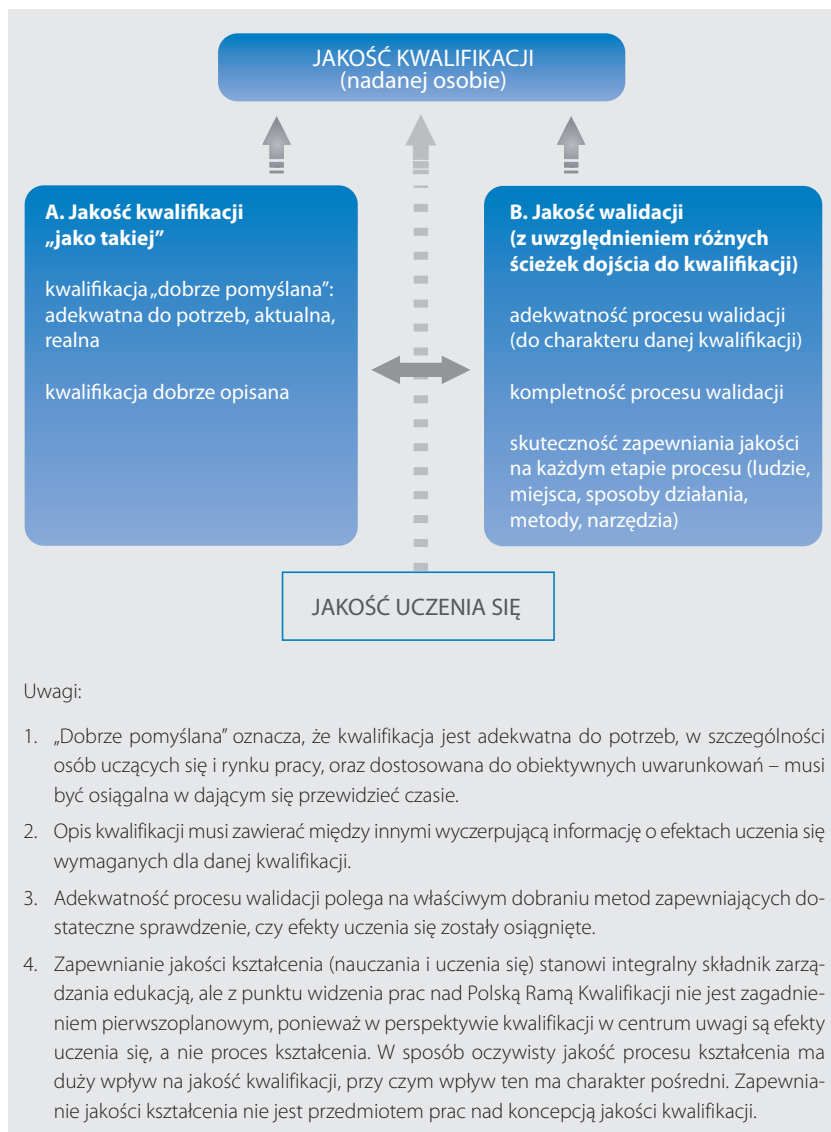 JAKOŚĆ KWALIFIKACJI
(nadanej osobie)
A. Jakość kwalifikacji
„jako takiej”
kwalifikacja „dobrze pomyślana”:
adekwatna do potrzeb, aktualna,
realna
kwalifikacja dobrze opisana
B. Jakość walidacji
(z uwzględnieniem różnych
ścieżek dojścia do kwalifikacji)
adekwatność procesu walidacji
(do charakteru danej kwalifikacji)
kompletność procesu walidacji
skuteczność zapewniania jakości
na każdym etapie procesu (ludzie,
miejsca, sposoby działania,
metody, narzędzia)
JAKOŚĆ UCZENIA SIĘ
Uwagi:
1. „Dobrze pomyślana” oznacza, że kwalifikacja jest adekwatna do potrzeb, w szczególności
osób uczących się i rynku pracy, oraz dostosowana do obiektywnych uwarunkowań – musi
być osiągalna w dającym się przewidzieć czasie.
2. Opis kwalifikacji musi zawierać między innymi wyczerpującą informację o efektach uczenia się
wymaganych dla danej kwalifikacji.
3. Adekwatność procesu walidacji polega na właściwym dobraniu metod zapewniających do-
stateczne sprawdzenie, czy efekty uczenia się zostały osiągnięte.
4. Zapewnianie jakości kształcenia (nauczania i uczenia się) stanowi integralny składnik zarzą-
dzania edukacją, ale z punktu widzenia prac nad Polską Ramą Kwalifikacji nie jest zagadnie-
niem pierwszoplanowym, ponieważ w perspektywie kwalifikacji w centrum uwagi są efekty
uczenia się, a nie proces kształcenia. W sposób oczywisty jakość procesu kształcenia ma
duży wpływ na jakość kwalifikacji, przy czym wpływ ten ma charakter pośredni. Zapewnia-
nie jakości kształcenia nie jest przedmiotem prac nad koncepcją jakości kwalifikacji.